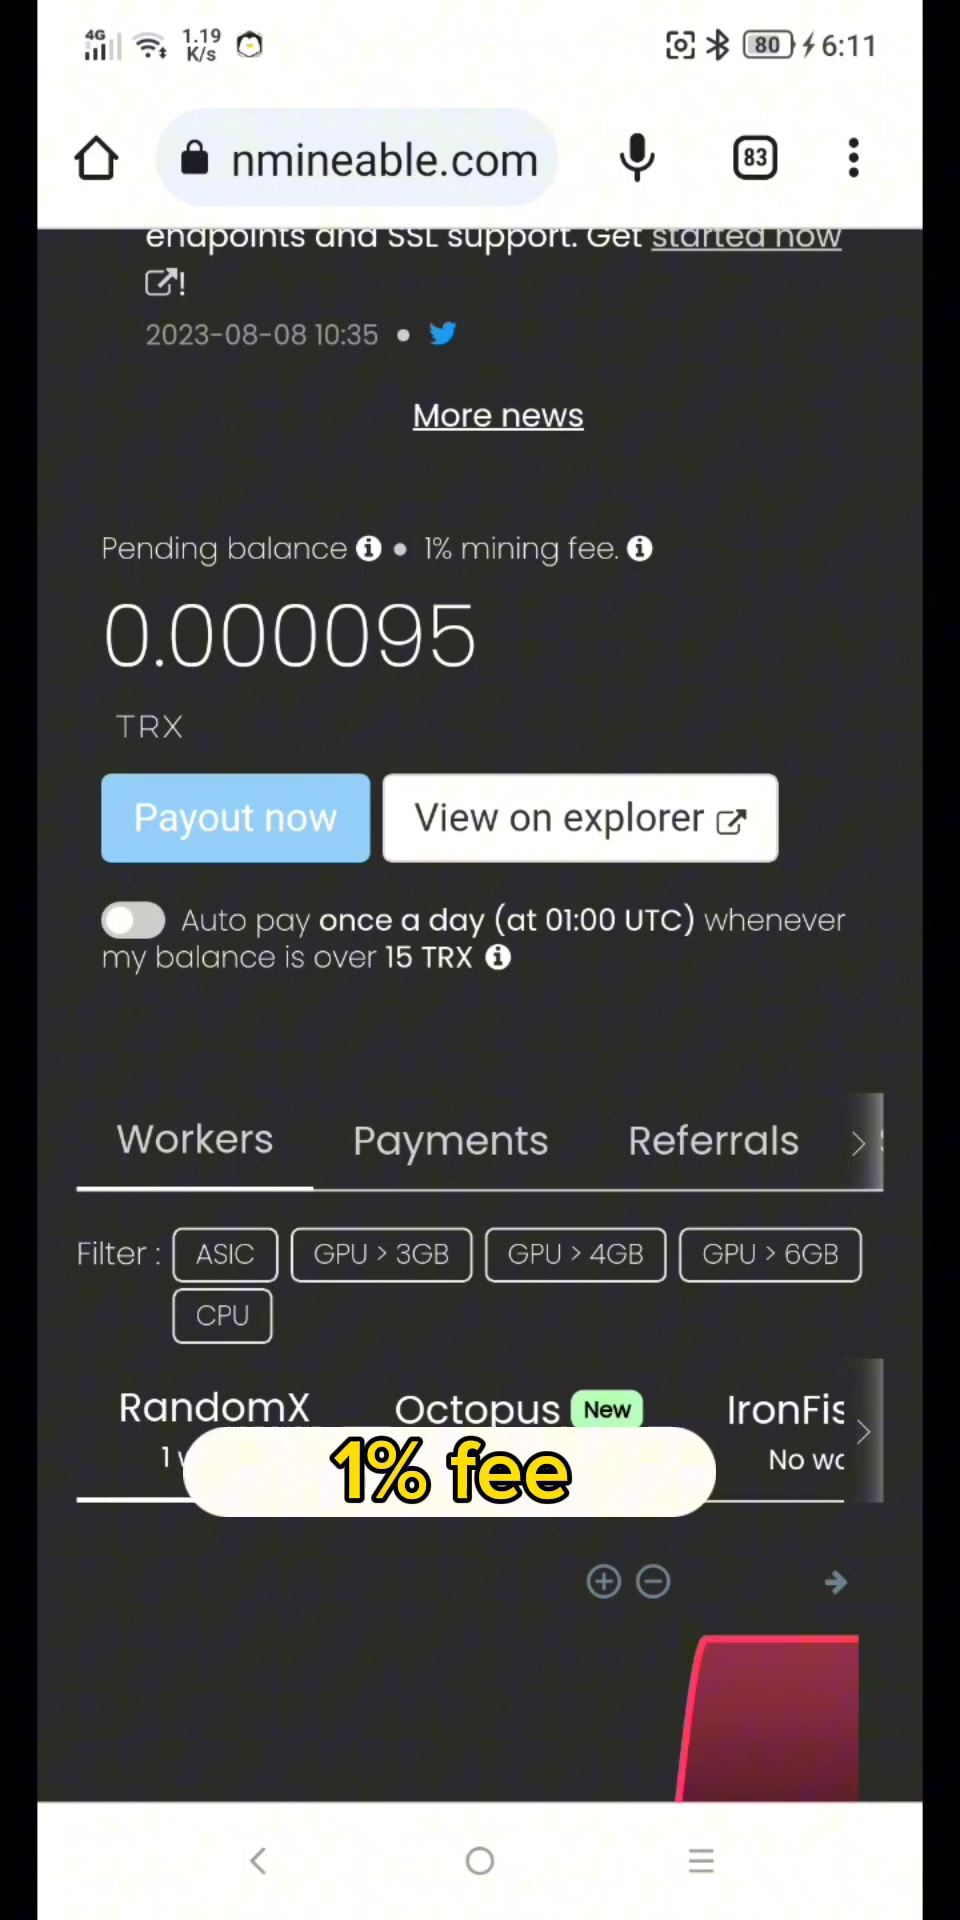 4G 1.19 K/s 80 6:11
nmineable.com 83
endpoints and SSL support. Get started now
!
2023-08-08 10:35 •
More news
Pending balance • 1% mining fee.
0.000095
TRX
Payout now View on explorer
Auto pay once a day (at 01:00 UTC) whenever
my balance is over 15 TRX
Workers Payments Referrals
Filter : ASIC GPU > 3GB GPU > 4GB GPU > 6GB
CPU
RandomX Octopus New IronFis
1 No wo
1% fee